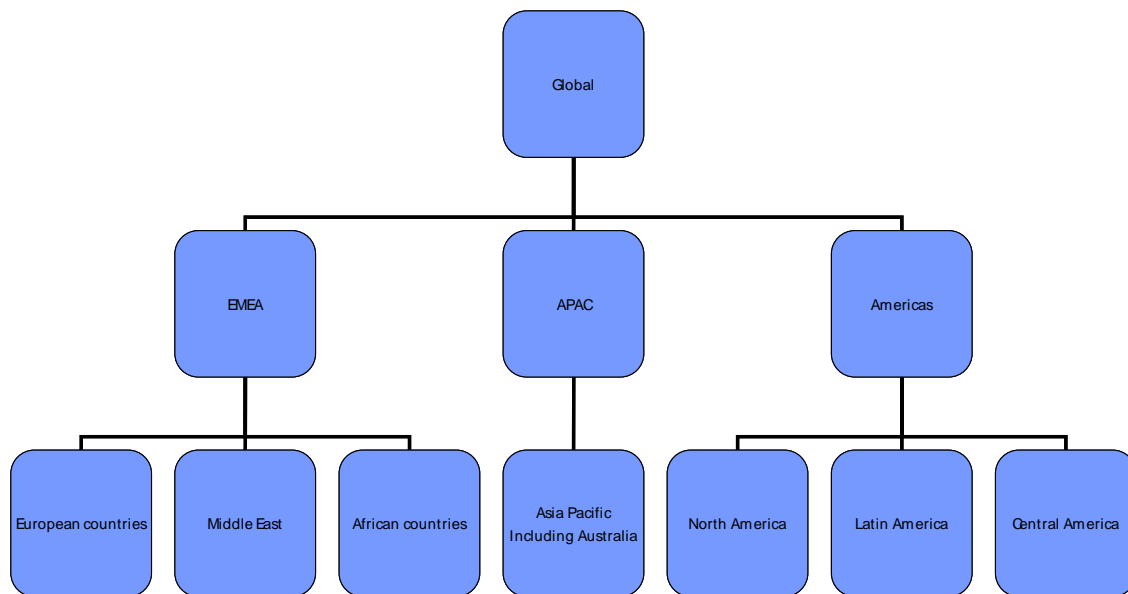 Global
EMEA
APAC
Americas
European countries
Middle East
African countries
Asia Pacific
Including Australia
North America
Latin America
Central America